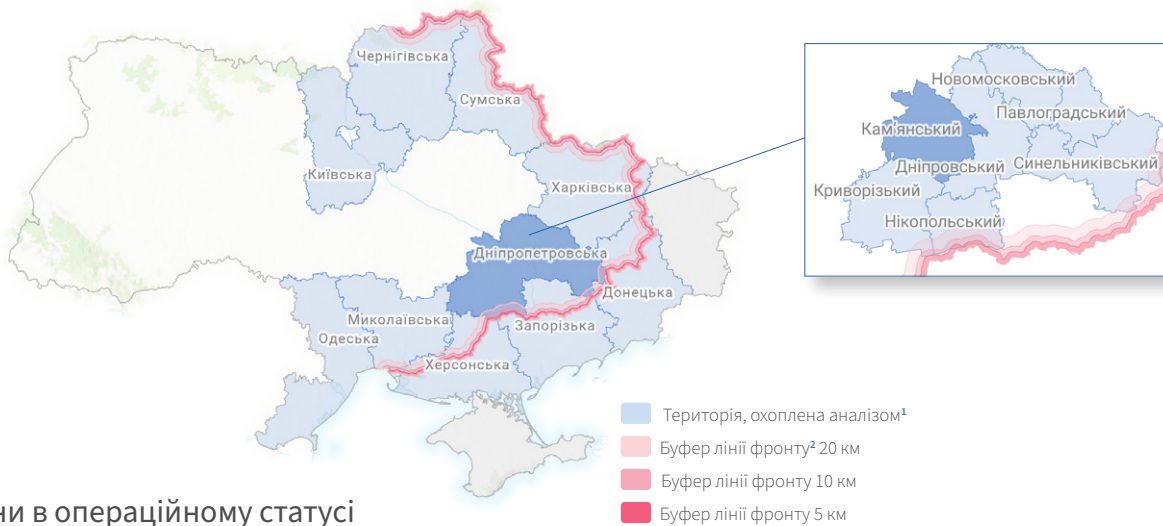 Чернігівська
Сумська
Київська
Харківська
Дніпропетровська
Донецька
Миколаївська
Запорізька
Одеська
Херсонська
Новомосковський
Павлоградський
Кам'янський
Дніпровський
Синельниківський
Криворізький
Нікопольський
Територія, охоплена аналізом¹
Буфер лінії фронту² 20 км
Буфер лінії фронту 10 км
Буфер лінії фронту 5 км
ни в операційному статусі